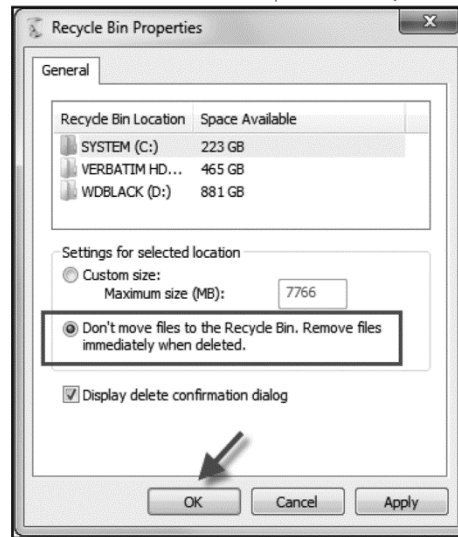 Recycle Bin Properties
X
General
Recycle Bin Location Space Available
SYSTEM (C:) 223 GB
VERBATIM HD... 465 GB
WDBLACK (D:) 881 GB
Settings for selected location
Custom size:
Maximum size (MB): 7766
Don't move files to the Recycle Bin. Remove files
immediately when deleted.
Display delete confirmation dialog
OK Cancel Apply